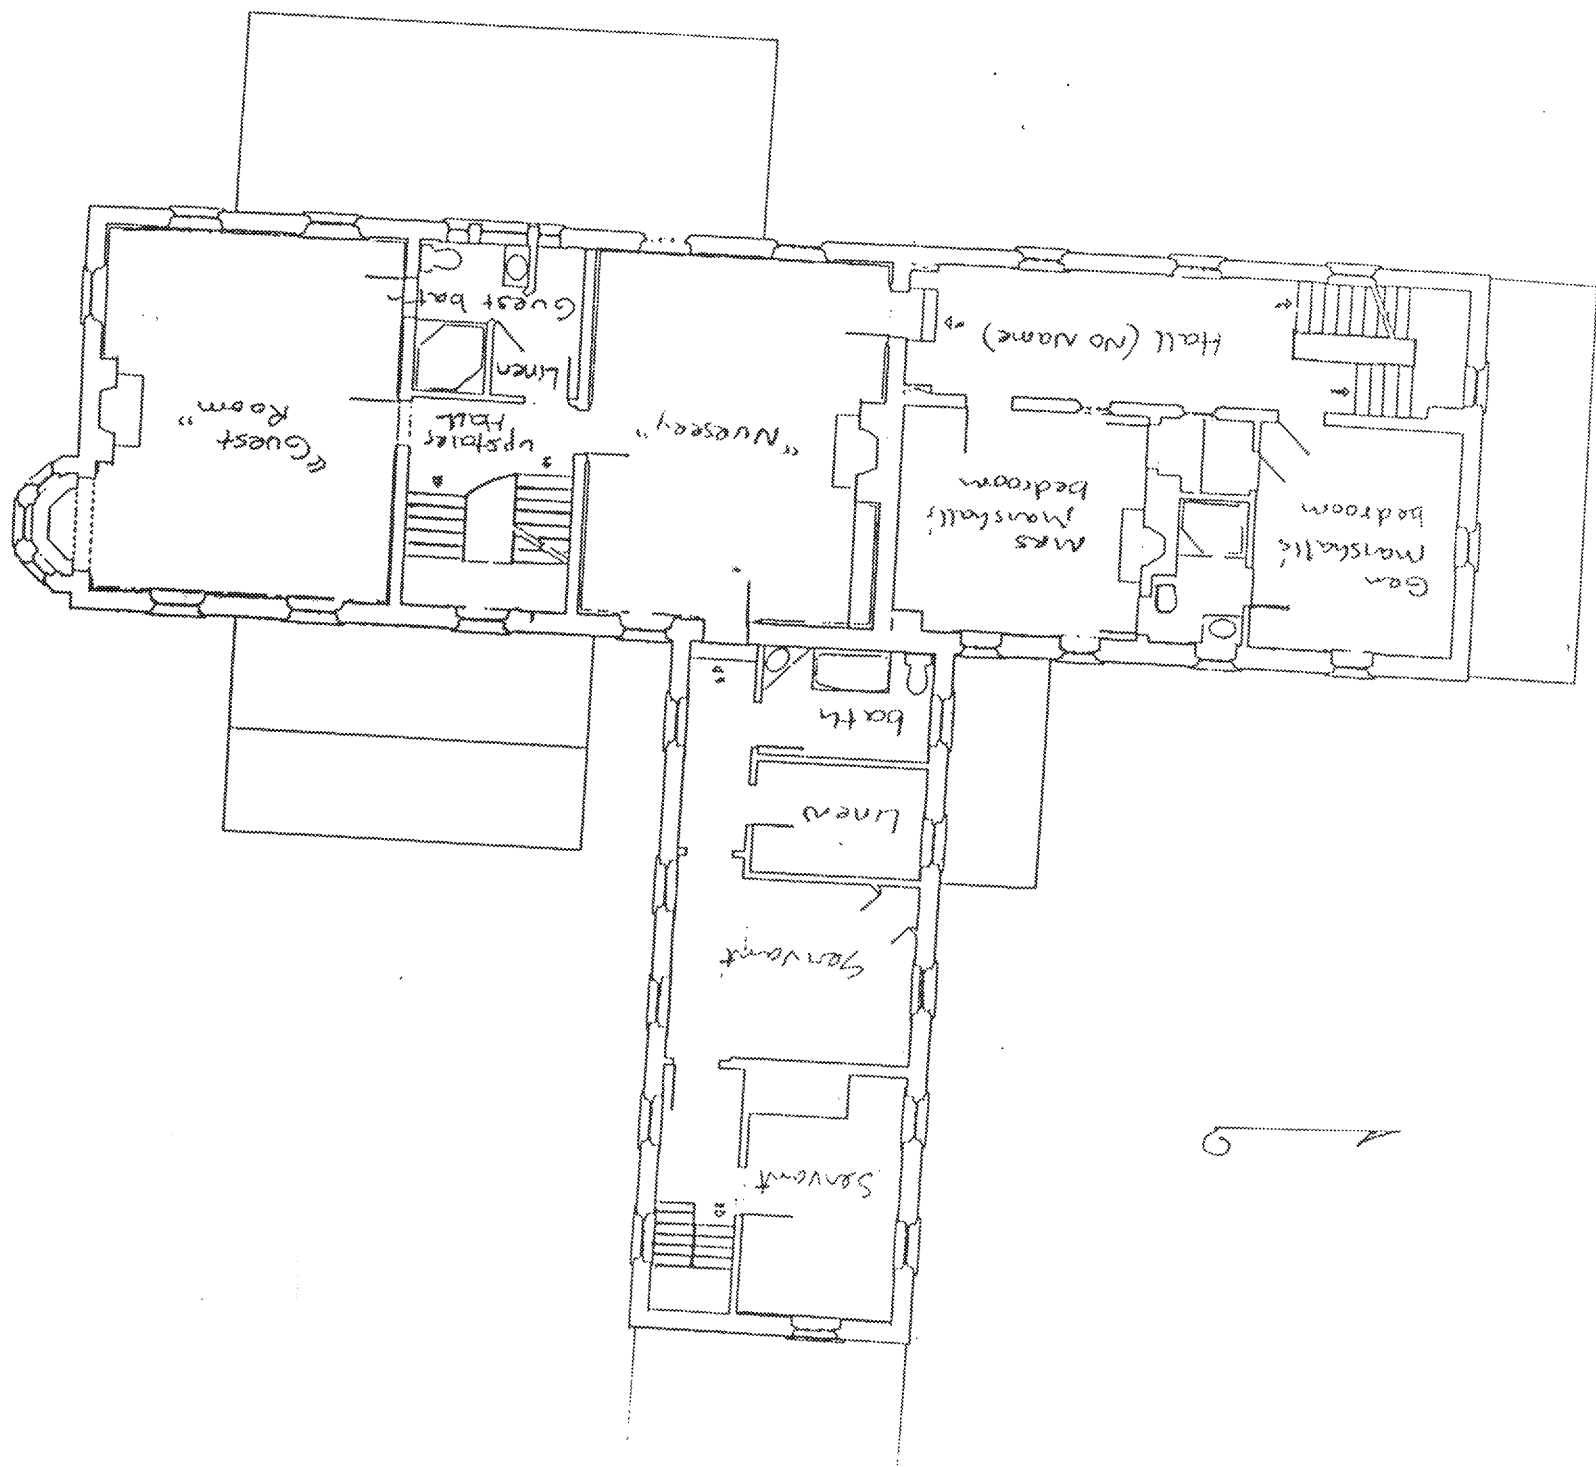 Servant
Servant
Linen
bath
Gen
Marshall's
bedroom
Mrs
Marshall's
bedroom
Hall (No Name)
"Nursery"
upstairs
Hall
Linen
Guest bath
"Guest
Room"